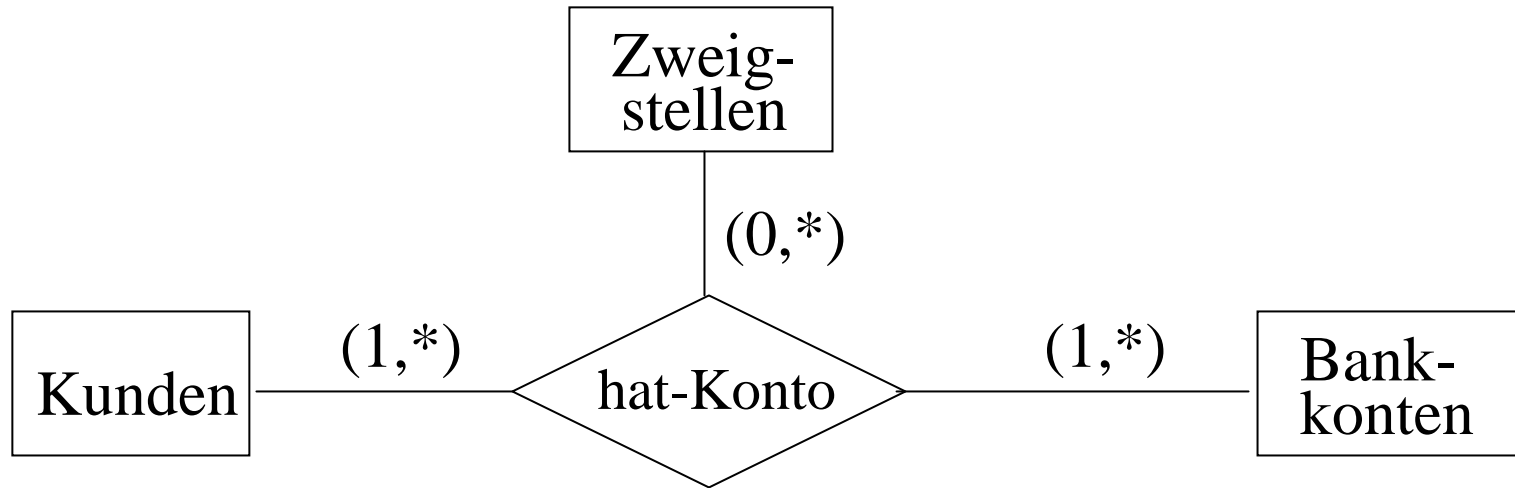 Zweig-
stellen
(0,*)
(1,*)
(1,*)
Kunden
hat-Konto
Bank-
konten